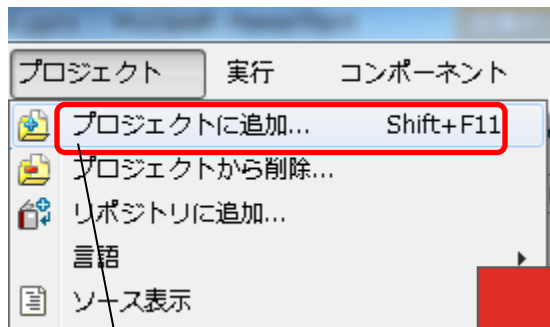 プロジェクト 実行 コンポーネント
プロジェクトに追加... Shift+F11
プロジェクトから削除...
リポジトリに追加...
言語
ソース表示